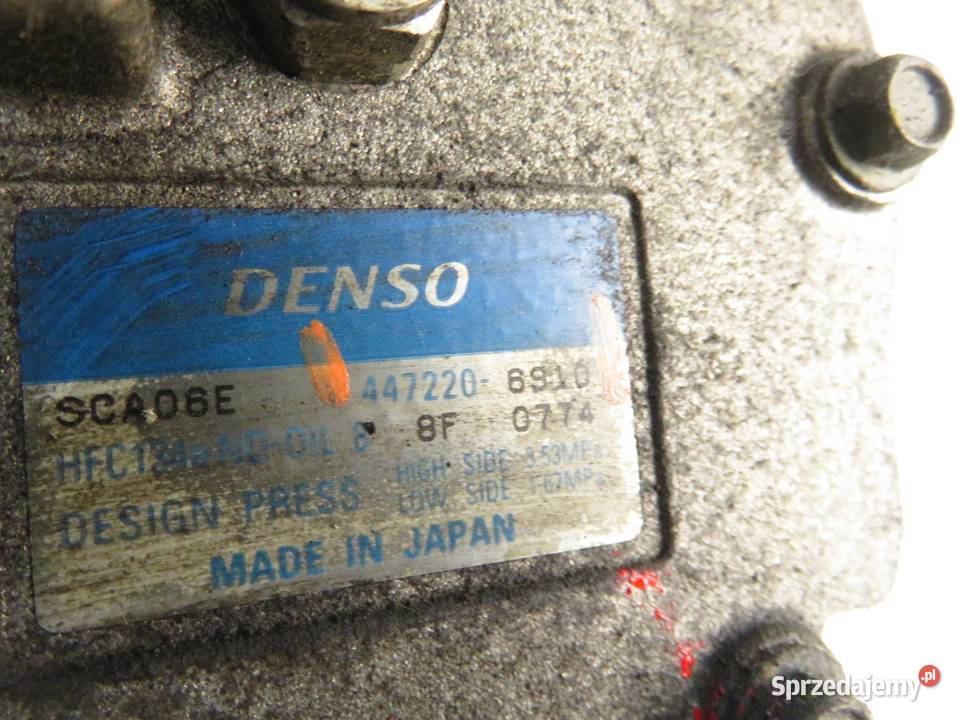 DENSO
SCA06E 447220- 6910
HFC134a ND-OIL 8 8F 0774
DESIGN PRESS HIGH SIDE 3.53MPa
LOW SIDE 1.67MPa
MADE IN JAPAN
Sprzedajemy.pl